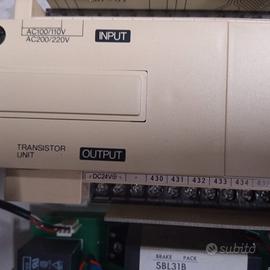 AC100/110V
AC200/220V
INPUT
TRANSISTOR
UNIT
OUTPUT
DC24V⊕ - - 430 431 432 433 434
BRAKE PACK
SBL31B
subito